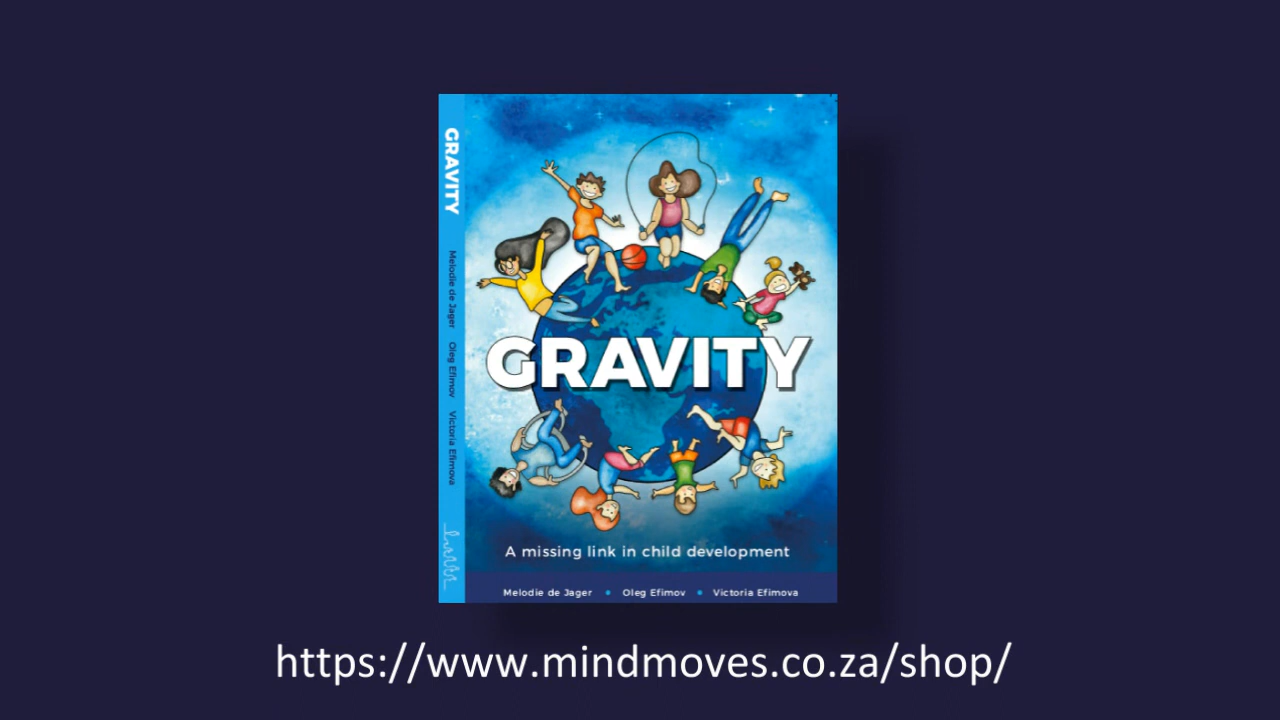 GRAVITY
Melodie de Jager Oleg Efimov Victoria Efimova
GRAVITY
A missing link in child development
Melodie de Jager • Oleg Efimov • Victoria Efimova
https://www.mindmoves.co.za/shop/